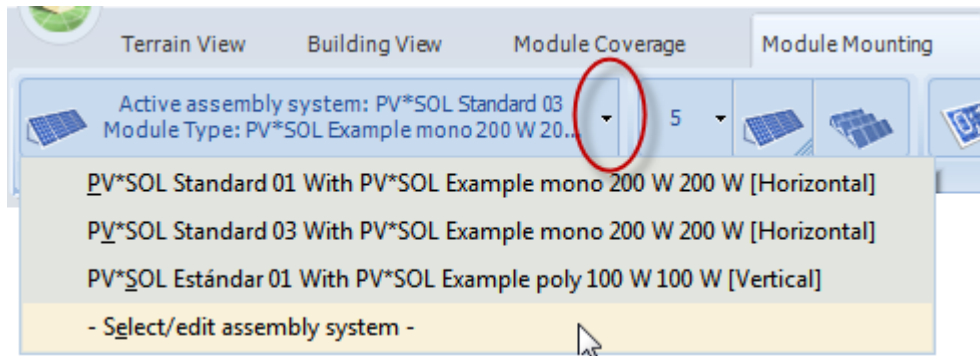 Terrain View Building View Module Coverage Module Mounting
Active assembly system: PV*SOL Standard 03
Module Type: PV*SOL Example mono 200 W 20...
5
PV*SOL Standard 01 With PV*SOL Example mono 200 W 200 W [Horizontal]
PV*SOL Standard 03 With PV*SOL Example mono 200 W 200 W [Horizontal]
PV*SOL Estándar 01 With PV*SOL Example poly 100 W 100 W [Vertical]
- Select/edit assembly system -